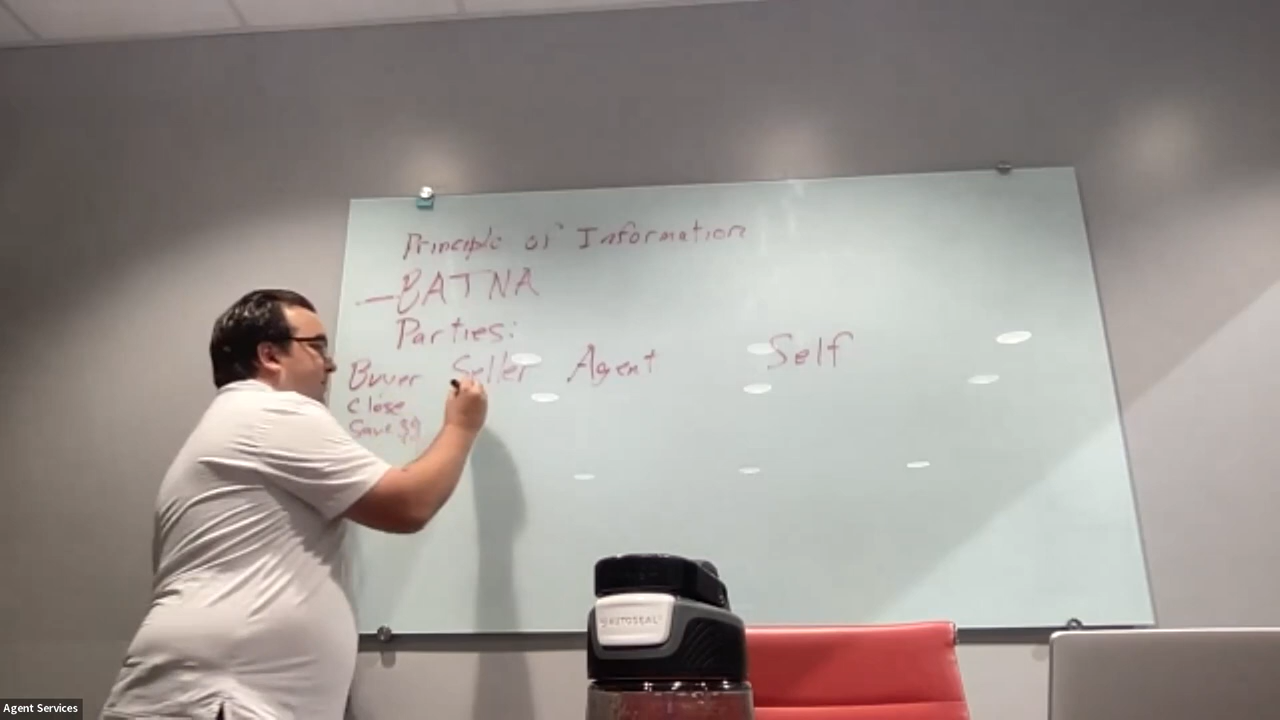 Principle of Information
—BATNA
Parties:
Buyer Seller Agent Self
Close
Save $$
AUTOSEAL
Agent Services